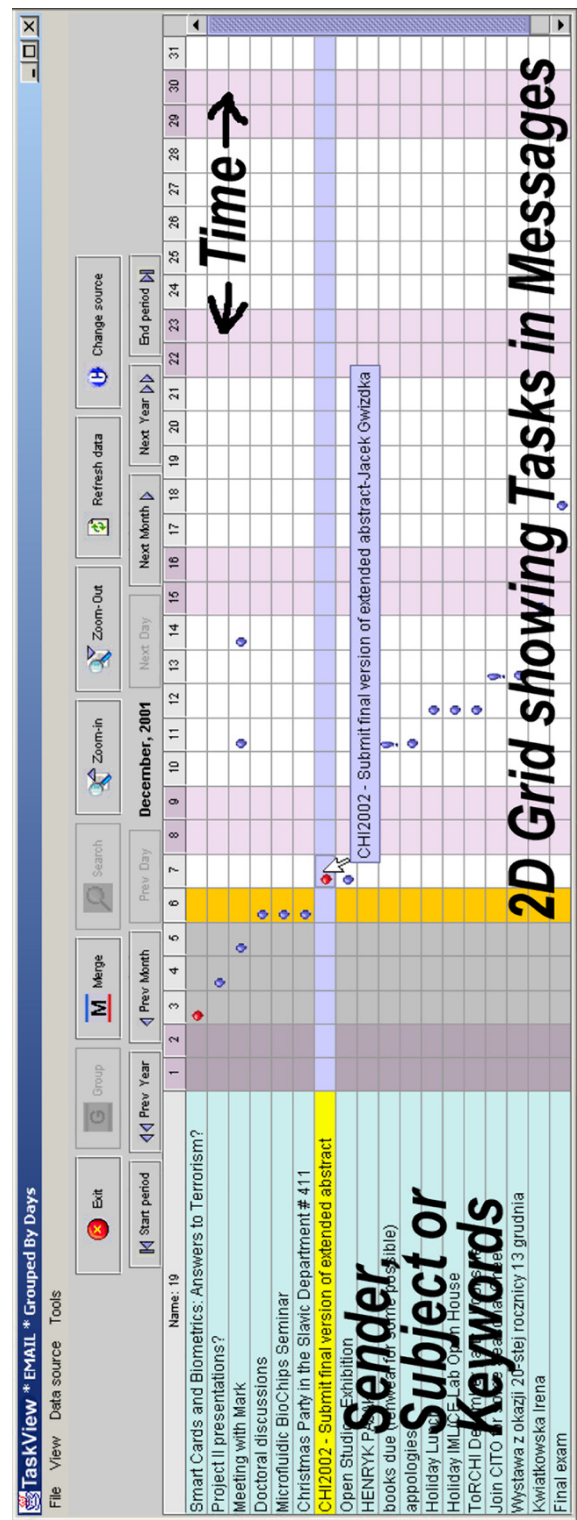 TaskView * EMAIL * Grouped By Days
File View Data source Tools
Exit Group Merge Search Zoom-in Zoom-Out Refresh data Change source
Start period Prev Year Prev Month Prev Day December, 2001 Next Day Next Month Next Year End period
Name: 19 1 2 3 4 5 6 7 8 9 10 11 12 13 14 15 16 17 18 19 20 21 22 23 24 25 26 27 28 29 30 31
Smart Cards and Biometrics: Answers to Terrorism?
Project II presentations?
Meeting with Mark
Time
Doctoral discussions
Microfluidic BioChips Seminar
Christmas Party in the Slavic Department # 411
CHI2002 - Submit final version of extended abstract
Open Studio Exhibition
CHI2002 - Submit final version of extended abstract-Jacek Gwizdka
HENRYK
books due (
possible)
appologies
Holiday Lunch
Holiday IML/CE Lab Open House
ToRCHI
Join CITO
Wystawa z okazji 20-stej rocznicy 13 grudnia
Kwiatkowska Irena
Final exam
Sender,
Subject or
Keywords
2D Grid showing Tasks in Messages